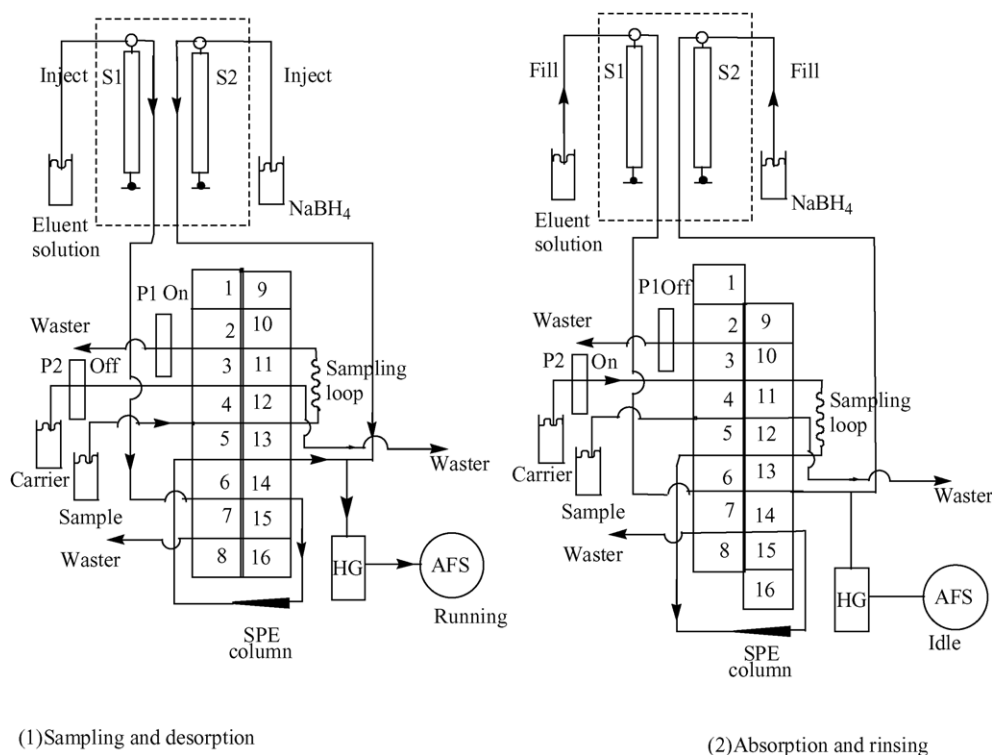 Inject
S1
S2
Inject
Eluent
solution
NaBH4
P1 On
Waster
P2
Off
Carrier
Sample
Waster
1
9
2
10
3
11
4
12
5
13
6
14
7
15
8
16
Sampling
loop
Waster
HG
AFS
Running
SPE
column
(1)Sampling and desorption
Fill
S1
S2
Fill
Eluent
solution
NaBH4
P1Off
Waster
P2
On
Carrier
Sample
Waster
1
2
9
3
10
4
11
5
12
6
13
7
14
8
15
16
Sampling
loop
Waster
HG
AFS
Idle
SPE
column
(2)Absorption and rinsing